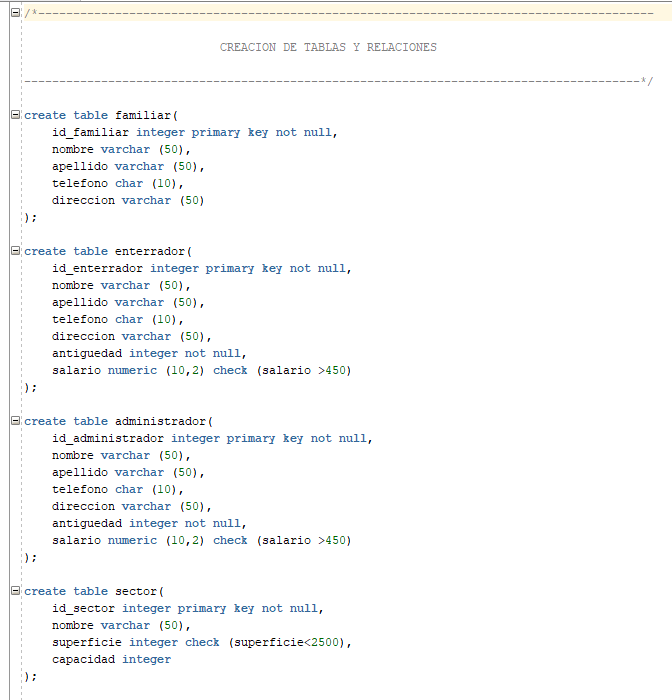 /*----------------------------------------------------------------------------------------
CREACION DE TABLAS Y RELACIONES
----------------------------------------------------------------------------------------*/
create table familiar(
    id_familiar integer primary key not null,
    nombre varchar (50),
    apellido varchar (50),
    telefono char (10),
    direccion varchar (50)
);
create table enterrador(
    id_enterrador integer primary key not null,
    nombre varchar (50),
    apellido varchar (50),
    telefono char (10),
    direccion varchar (50),
    antiguedad integer not null,
    salario numeric (10,2) check (salario >450)
);
create table administrador(
    id_administrador integer primary key not null,
    nombre varchar (50),
    apellido varchar (50),
    telefono char (10),
    direccion varchar (50),
    antiguedad integer not null,
    salario numeric (10,2) check (salario >450)
);
create table sector(
    id_sector integer primary key not null,
    nombre varchar (50),
    superficie integer check (superficie<2500),
    capacidad integer
);